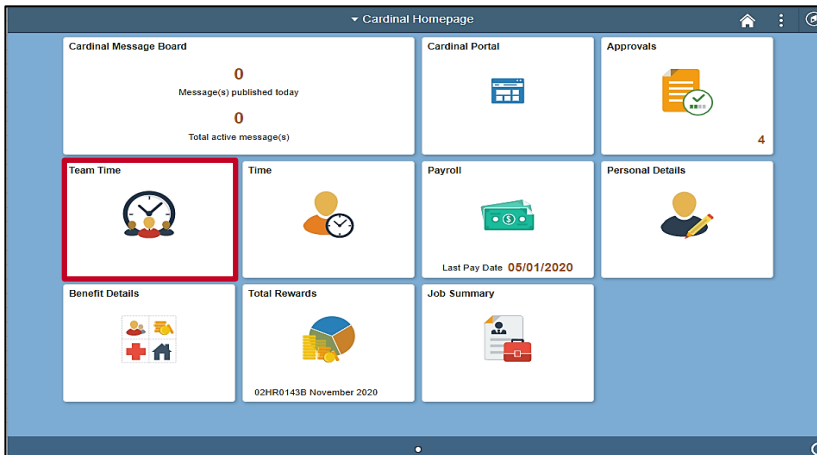 Cardinal Homepage
Cardinal Message Board
0
Message(s) published today
0
Total active message(s)
Cardinal Portal
Approvals
4
Team Time
Time
Payroll
Last Pay Date 05/01/2020
Personal Details
Benefit Details
Total Rewards
02HR0143B November 2020
Job Summary